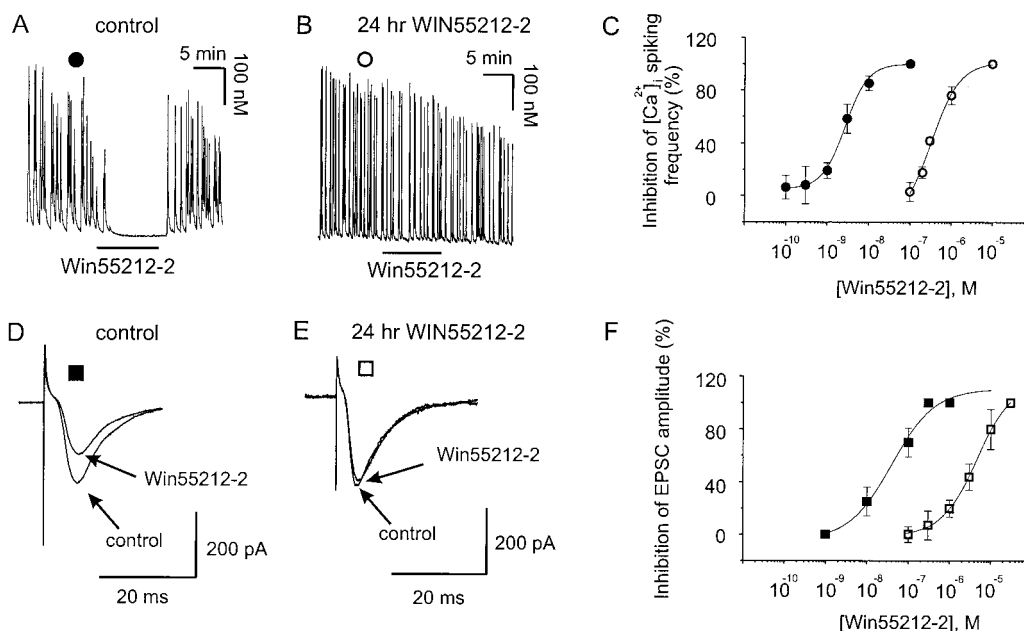 A
control
5 min
100 nM
Win55212-2
B
24 hr WIN55212-2
5 min
100 nM
Win55212-2
C
Inhibition of [Ca²⁺]i spiking
frequency (%)
120
80
40
0
10⁻¹⁰ 10⁻⁹ 10⁻⁸ 10⁻⁷ 10⁻⁶ 10⁻⁵
[Win55212-2], M
D
control
Win55212-2
control
200 pA
20 ms
E
24 hr WIN55212-2
Win55212-2
control
200 pA
20 ms
F
Inhibition of EPSC amplitude (%)
120
80
40
0
10⁻¹⁰ 10⁻⁹ 10⁻⁸ 10⁻⁷ 10⁻⁶ 10⁻⁵
[Win55212-2], M